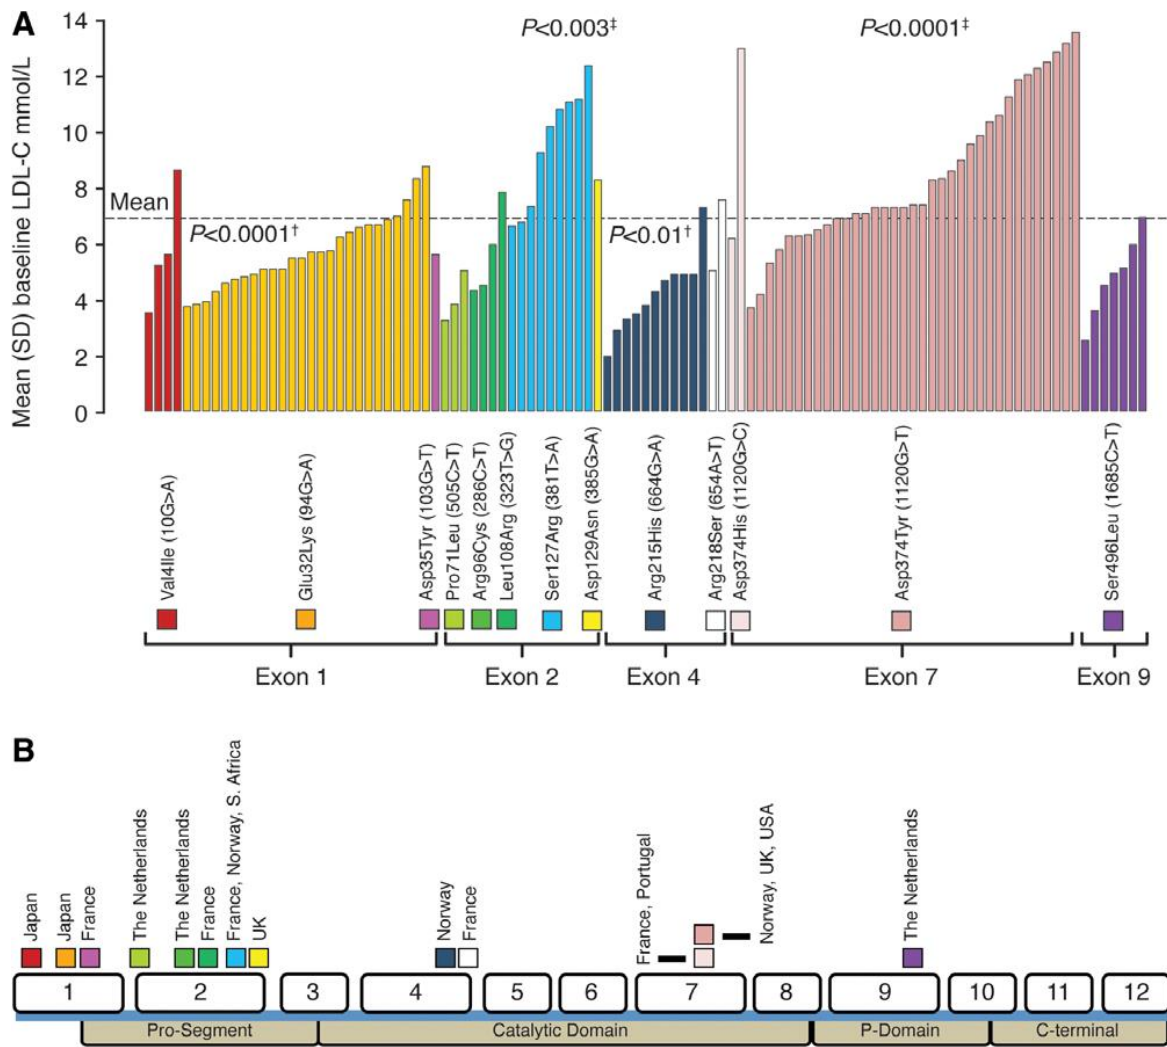 A
Mean (SD) baseline LDL-C mmol/L
14
12
10
8
6
4
2
0
Mean
P<0.0001†
P<0.003‡
P<0.01†
P<0.0001‡
Val4Ile (10G>A)
Glu32Lys (94G>A)
Asp35Tyr (103G>T)
Pro71Leu (505C>T)
Arg96Cys (286C>T)
Leu108Arg (323T>G)
Ser127Arg (381T>A)
Asp129Asn (385G>A)
Arg215His (664G>A)
Arg218Ser (654A>T)
Asp374His (1120G>C)
Asp374Tyr (1120G>T)
Ser496Leu (1685C>T)
Exon 1
Exon 2
Exon 4
Exon 7
Exon 9
B
Japan
Japan
France
The Netherlands
The Netherlands
France
France, Norway, S. Africa
UK
Norway
France
France, Portugal
Norway, UK, USA
The Netherlands
1
2
3
4
5
6
7
8
9
10
11
12
Pro-Segment
Catalytic Domain
P-Domain
C-terminal